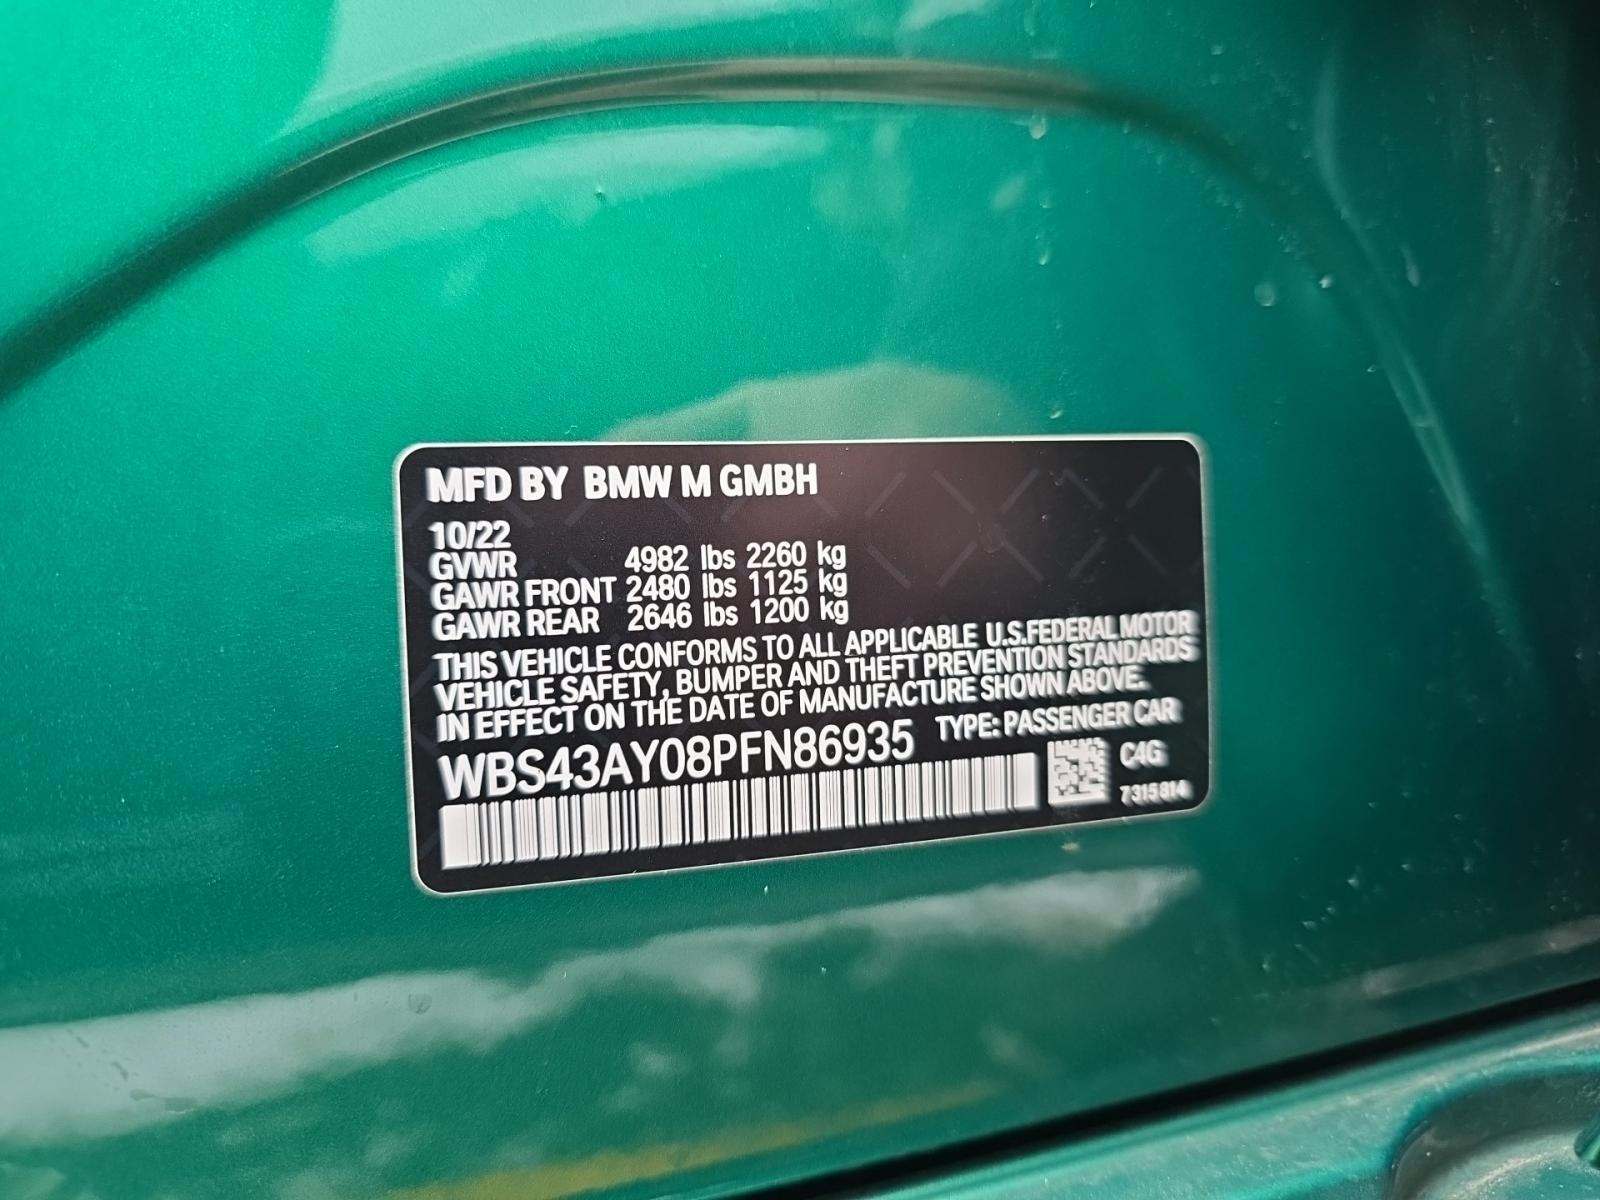 MFD BY BMW M GMBH
10/22
GVWR 4982 lbs 2260 kg
GAWR FRONT 2480 lbs 1125 kg
GAWR REAR 2646 lbs 1200 kg
THIS VEHICLE CONFORMS TO ALL APPLICABLE U.S.FEDERAL MOTOR
VEHICLE SAFETY, BUMPER AND THEFT PREVENTION STANDARDS
IN EFFECT ON THE DATE OF MANUFACTURE SHOWN ABOVE.
WBS43AY08PFN86935 TYPE: PASSENGER CAR
C4G
7315814